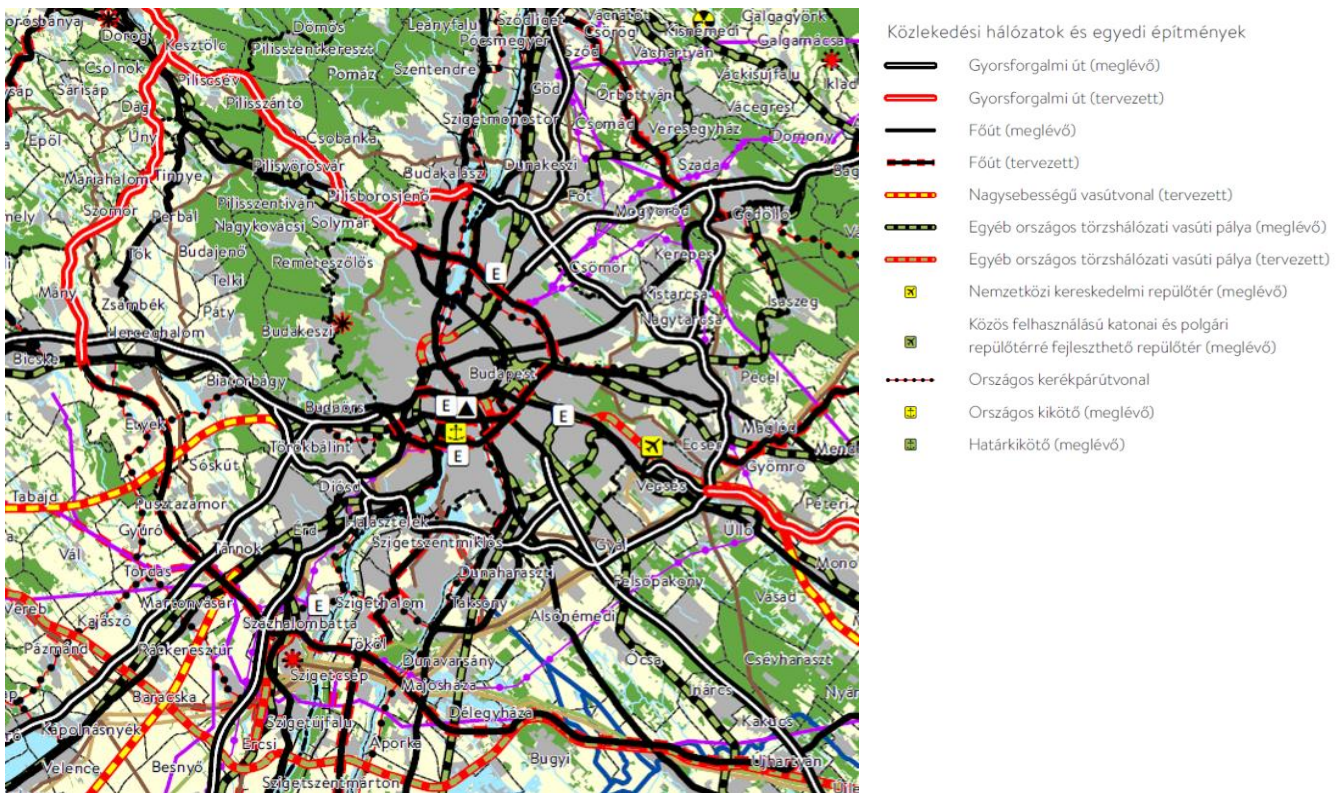 Leányfalu
Sződliget
Vácrátót
Galgagyörk
Dorog
Dömös
Pócsmegyer
Csörög
Kisnémedi
Kesztölc
Pilisszentkereszt
Sződ
Váchartyán
Galgamácsa
Csolnok
Piliscsév
Pomáz
Szentendre
Váckisújfalu
Iklad
Sárisáp
Göd
Őrbottyán
Dág
Pilisszántó
Vácegres
Szigetmonostor
Csomád
Veresegyház
Epöl
Úny
Csobánka
Domony
Pilisvörösvár
Dunakeszi
Szada
Máriahalom
Tinnye
Budakalász
Bag
Pilisborosjenő
Fót
Szomor
Pilisszentiván
Mogyoród
Gödöllő
Perbál
Solymár
Nagykovácsi
Tök
Budajenő
Remeteszőlős
Csömör
Kerepes
Telki
E
Mány
Zsámbék
Páty
Kistarcsa
Isaszeg
Herceghalom
Budakeszi
Nagytarcsa
Bicske
Biatorbágy
Budapest
Pécel
Budaörs
E
E
Etyek
Törökbálint
Ecser
Maglód
Sóskút
E
Gyömrő
Tabajd
Diósd
Vecsés
Pusztazámor
Péteri
Halásztelek
Gyúró
Érd
Üllő
Vál
Tárnok
Szigetszentmiklós
Gyál
Tordas
Dunaharaszti
Felsőpakony
Martonvásár
E
Szigethalom
Taksony
Vasad
Vereb
Kajászó
Százhalombatta
Alsónémedi
Pázmánd
Ráckeresztúr
Tököl
Dunavarsány
Ócsa
Csévharaszt
Szigetcsép
Majosháza
Baracska
Inárcs
Délegyháza
Kápolnásnyék
Szigetújfalu
Kakucs
Ercsi
Áporka
Velence
Besnyő
Bugyi
Újhartyán
Szigetszentmárton
Közlekedési hálózatok és egyedi építmények
Gyorsforgalmi út (meglévő)
Gyorsforgalmi út (tervezett)
Főút (meglévő)
Főút (tervezett)
Nagysebességű vasútvonal (tervezett)
Egyéb országos törzshálózati vasúti pálya (meglévő)
Egyéb országos törzshálózati vasúti pálya (tervezett)
Nemzetközi kereskedelmi repülőtér (meglévő)
Közös felhasználású katonai és polgári
repülőtérré fejleszthető repülőtér (meglévő)
Országos kerékpárútvonal
Országos kikötő (meglévő)
Határkikötő (meglévő)